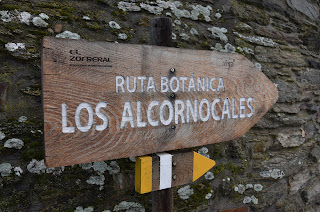 EL
ZOFRERAL
RUTA BOTANICA
LOS ALCORNOCALES